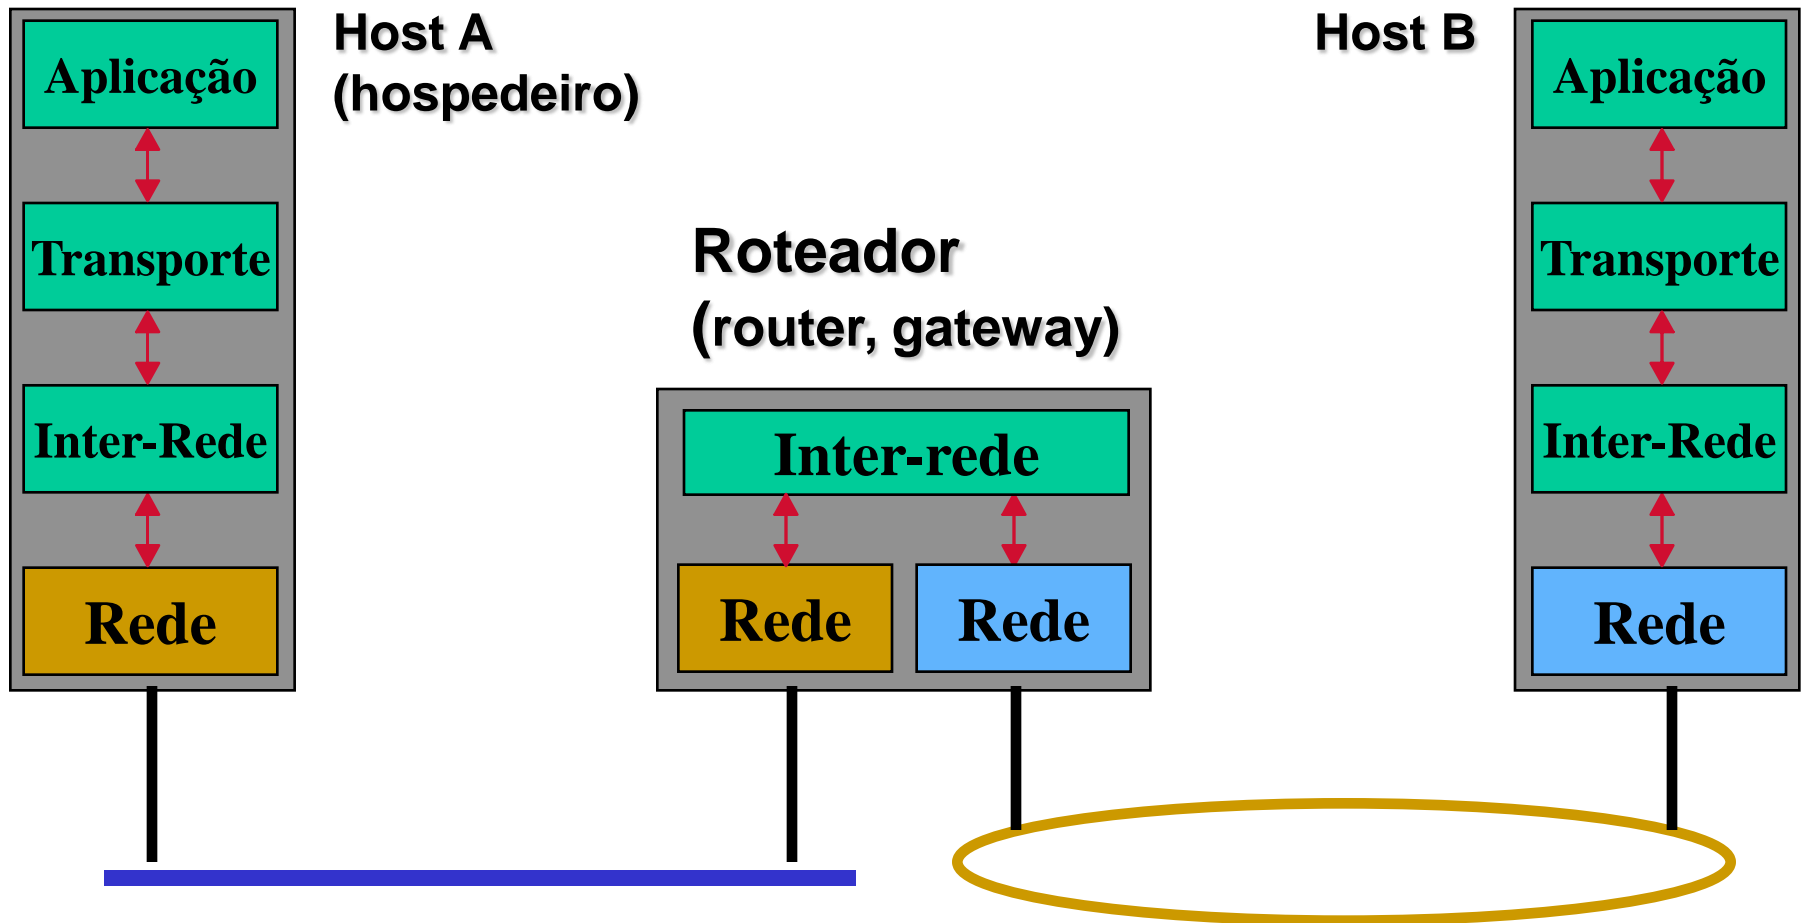 Host A
(hospedeiro)
Aplicação
Transporte
Inter-Rede
Rede
Roteador
(router, gateway)
Inter-rede
Rede
Rede
Host B
Aplicação
Transporte
Inter-Rede
Rede